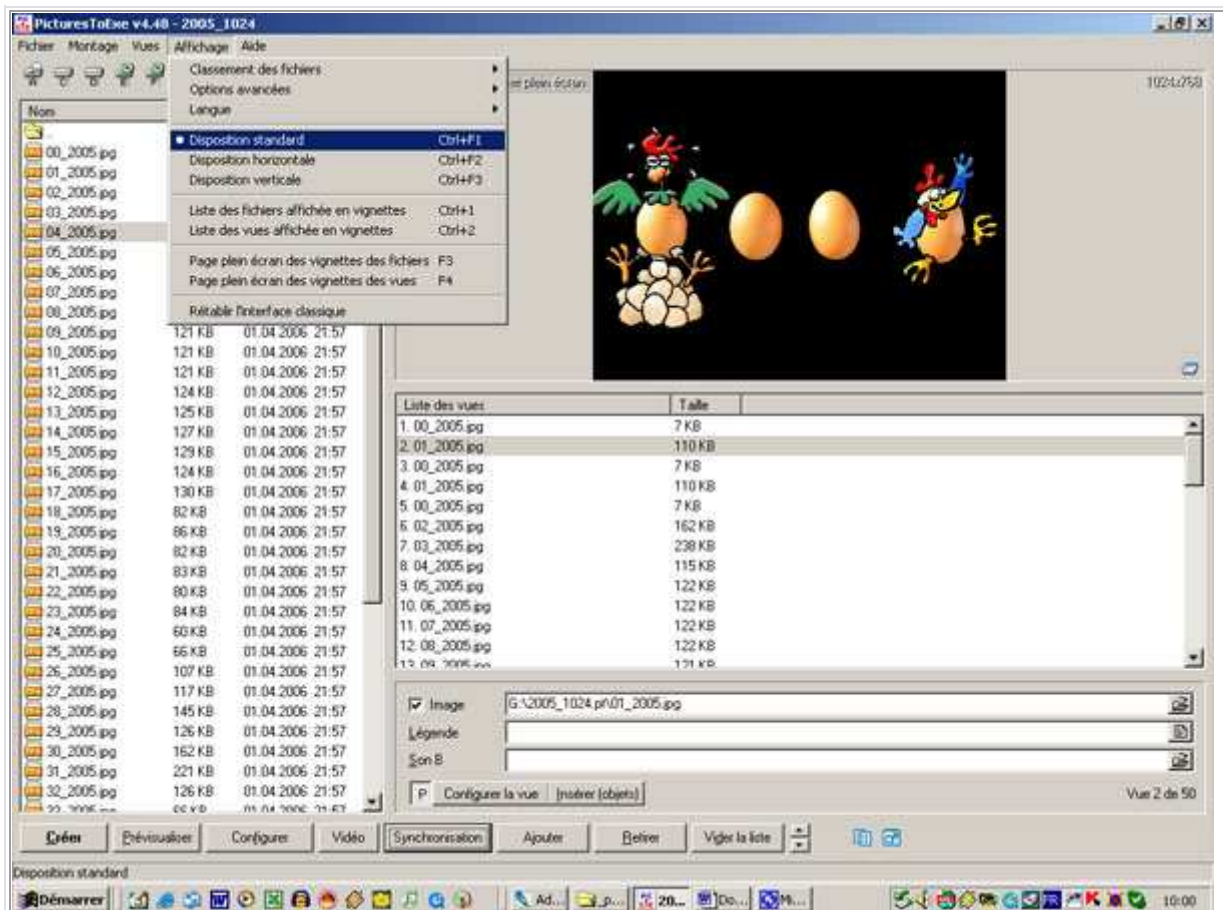 PicturesToExe v4.40 - 2005_1024
Fichier Montage Vues Affichage Aide
Classement des fichiers
Options avancées
Langue
Disposition standard Ctrl+F1
Disposition horizontale Ctrl+F2
Disposition verticale Ctrl+F3
Liste des fichiers affichée en vignettes Ctrl+1
Liste des vues affichée en vignettes Ctrl+2
Page plein écran des vignettes des fichiers F3
Page plein écran des vignettes des vues F4
Rétablir l'interface classique
plein écran
1024x768
Nom
00_2005.jpg
01_2005.jpg
02_2005.jpg
03_2005.jpg
04_2005.jpg
05_2005.jpg
06_2005.jpg
07_2005.jpg
08_2005.jpg
09_2005.jpg 121 KB 01.04.2006 21:57
10_2005.jpg 121 KB 01.04.2006 21:57
11_2005.jpg 121 KB 01.04.2006 21:57
12_2005.jpg 124 KB 01.04.2006 21:57
13_2005.jpg 125 KB 01.04.2006 21:57
14_2005.jpg 127 KB 01.04.2006 21:57
15_2005.jpg 129 KB 01.04.2006 21:57
16_2005.jpg 124 KB 01.04.2006 21:57
17_2005.jpg 130 KB 01.04.2006 21:57
18_2005.jpg 82 KB 01.04.2006 21:57
19_2005.jpg 86 KB 01.04.2006 21:57
20_2005.jpg 82 KB 01.04.2006 21:57
21_2005.jpg 83 KB 01.04.2006 21:57
22_2005.jpg 80 KB 01.04.2006 21:57
23_2005.jpg 84 KB 01.04.2006 21:57
24_2005.jpg 60 KB 01.04.2006 21:57
25_2005.jpg 66 KB 01.04.2006 21:57
26_2005.jpg 107 KB 01.04.2006 21:57
27_2005.jpg 117 KB 01.04.2006 21:57
28_2005.jpg 145 KB 01.04.2006 21:57
29_2005.jpg 126 KB 01.04.2006 21:57
30_2005.jpg 162 KB 01.04.2006 21:57
31_2005.jpg 221 KB 01.04.2006 21:57
32_2005.jpg 126 KB 01.04.2006 21:57
Liste des vues Taille
1. 00_2005.jpg 7 KB
2. 01_2005.jpg 110 KB
3. 00_2005.jpg 7 KB
4. 01_2005.jpg 110 KB
5. 00_2005.jpg 7 KB
6. 02_2005.jpg 162 KB
7. 03_2005.jpg 238 KB
8. 04_2005.jpg 115 KB
9. 05_2005.jpg 122 KB
10. 06_2005.jpg 122 KB
11. 07_2005.jpg 122 KB
12. 08_2005.jpg 122 KB
13. 09_2005.jpg 121 KB
Image G:\2005_1024.prj\01_2005.jpg
Légende
Son B
P Configurer la vue Insérer (objets) Vue 2 de 50
Créer Prévisualiser Configurer Vidéo Synchronisation Ajouter Retirer Vider la liste
Disposition standard
Démarrer Ad... _p... 20... Do... Mi... FR 10:00